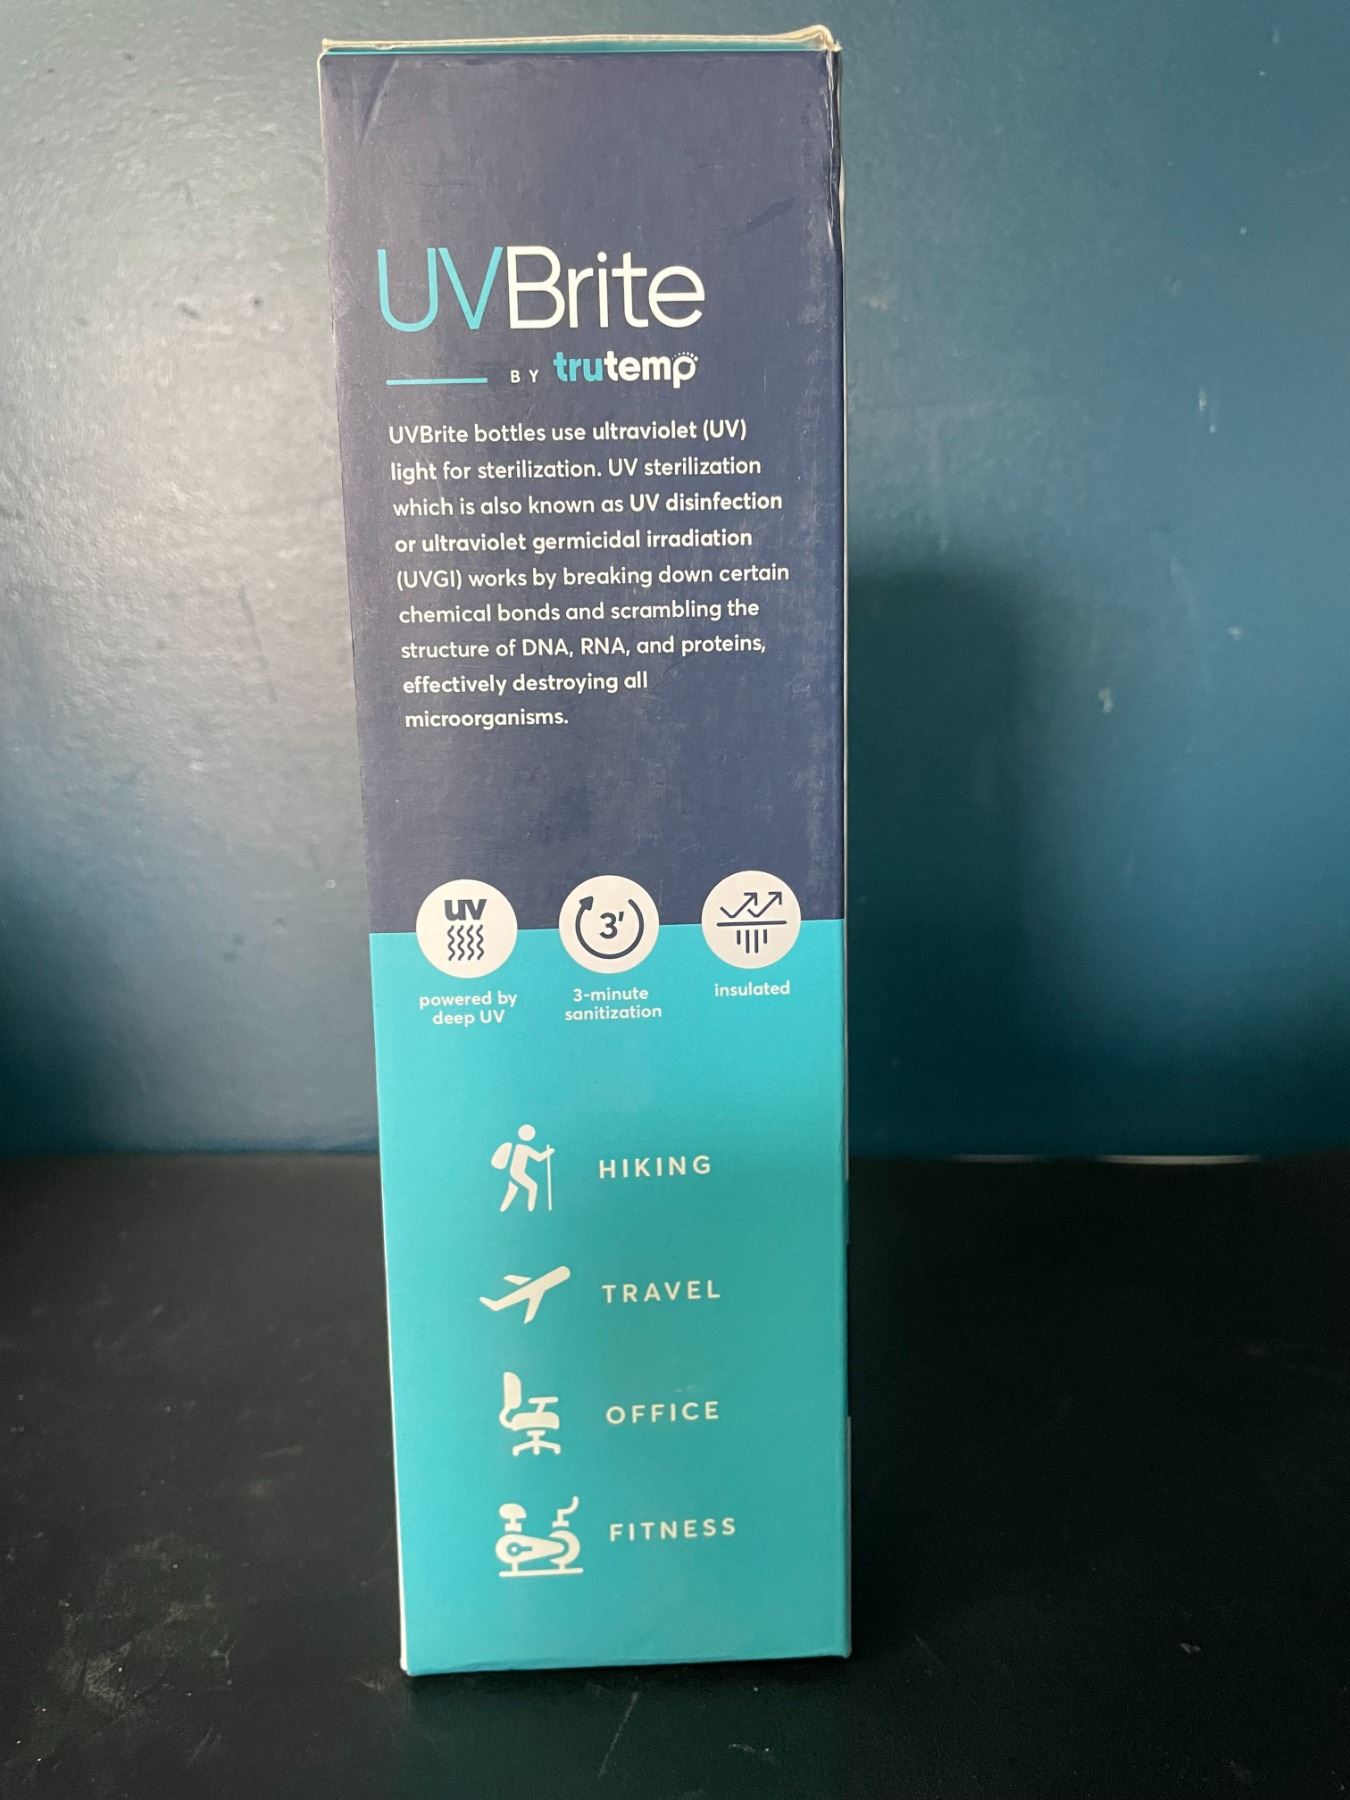 UVBrite
BY trutemp
UVBrite bottles use ultraviolet (UV)
light for sterilization. UV sterilization
which is also known as UV disinfection
or ultraviolet germicidal irradiation
(UVGI) works by breaking down certain
chemical bonds and scrambling the
structure of DNA, RNA, and proteins,
effectively destroying all
microorganisms.
UV
3'
powered by
deep UV
3-minute
sanitization
insulated
HIKING
TRAVEL
OFFICE
FITNESS